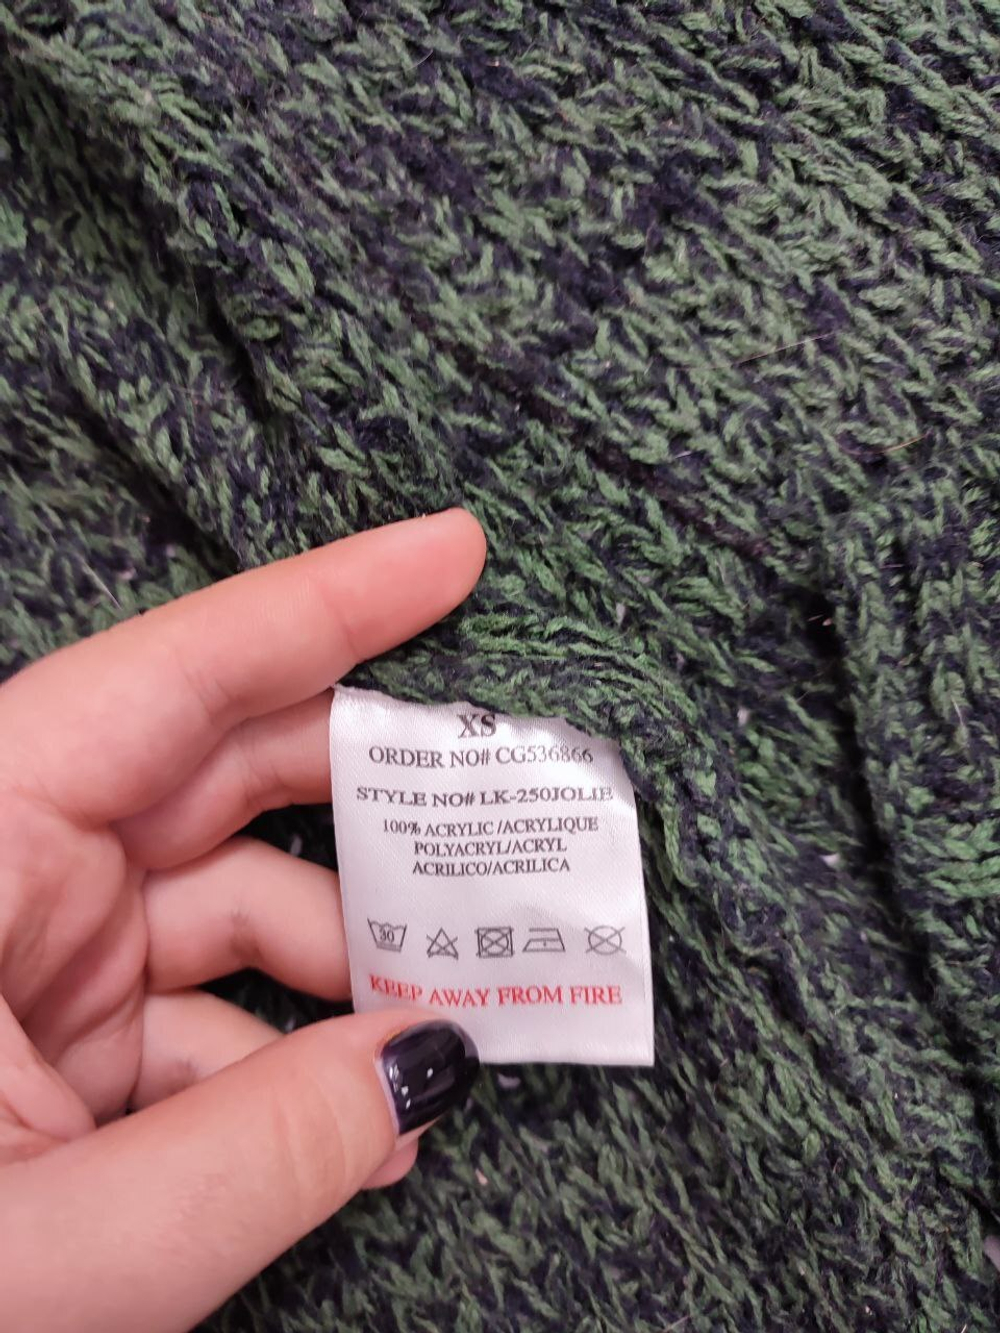 XS
ORDER NO# CG536866
STYLE NO# LK-250JOLIE
100% ACRYLIC /ACRYLIQUE
POLYACRYL/ACRYL
ACRILICO/ACRILICA
30
KEEP AWAY FROM FIRE